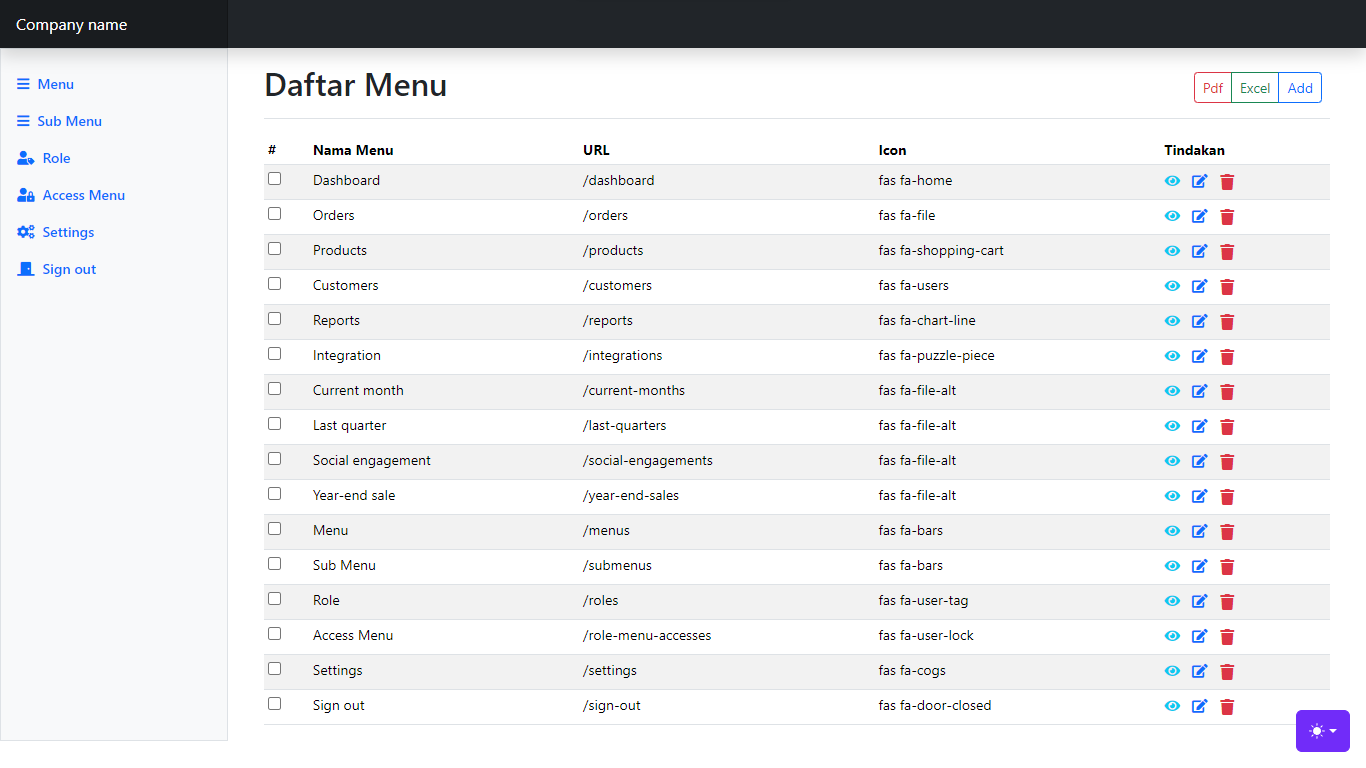 Company name
Menu
Sub Menu
Role
Access Menu
Settings
Sign out
Daftar Menu
Pdf Excel Add
# Nama Menu URL Icon Tindakan
Dashboard /dashboard fas fa-home
Orders /orders fas fa-file
Products /products fas fa-shopping-cart
Customers /customers fas fa-users
Reports /reports fas fa-chart-line
Integration /integrations fas fa-puzzle-piece
Current month /current-months fas fa-file-alt
Last quarter /last-quarters fas fa-file-alt
Social engagement /social-engagements fas fa-file-alt
Year-end sale /year-end-sales fas fa-file-alt
Menu /menus fas fa-bars
Sub Menu /submenus fas fa-bars
Role /roles fas fa-user-tag
Access Menu /role-menu-accesses fas fa-user-lock
Settings /settings fas fa-cogs
Sign out /sign-out fas fa-door-closed